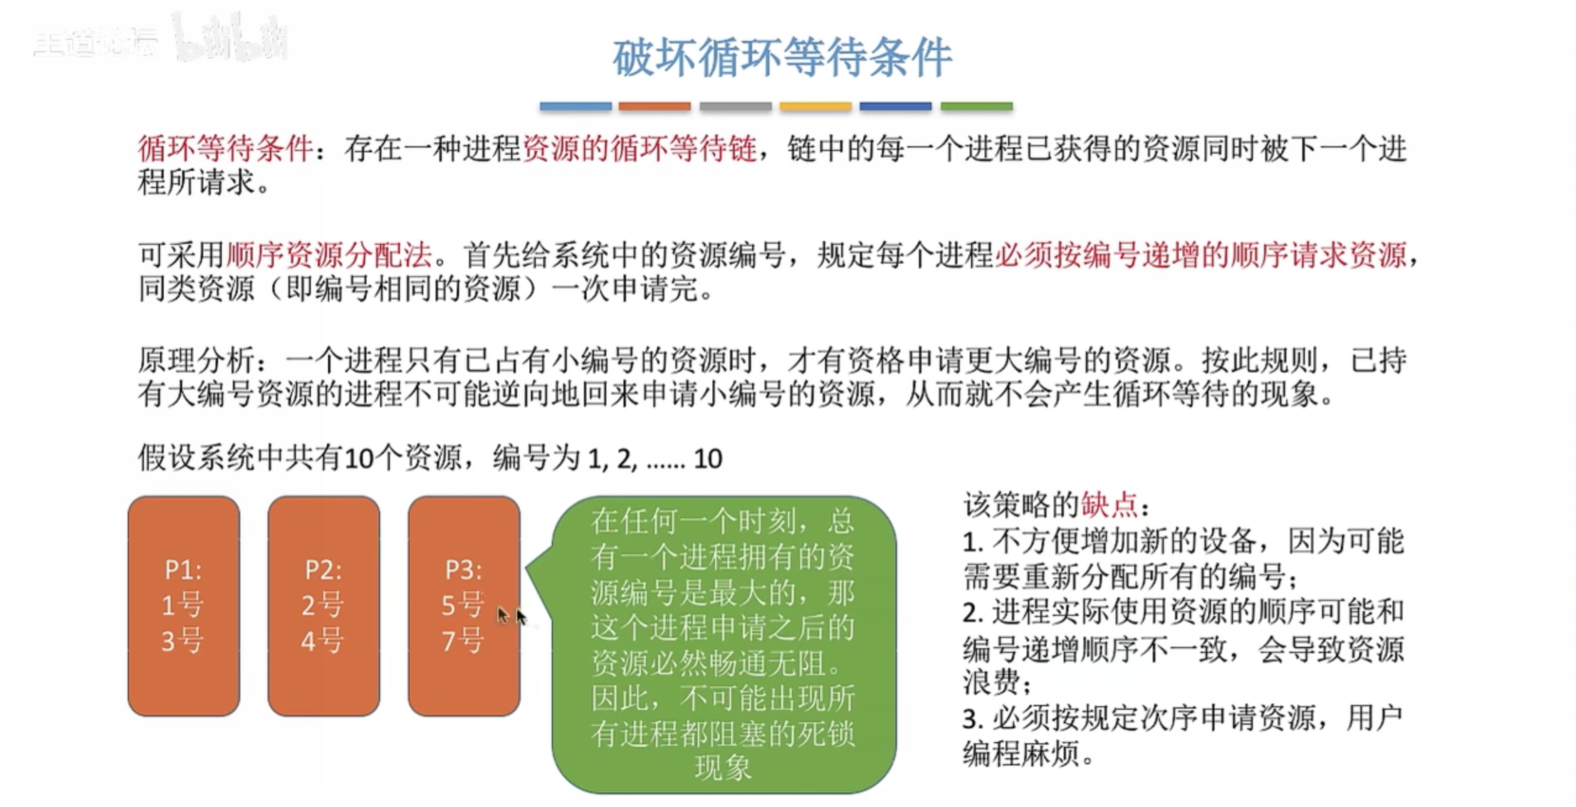 王道论坛 bilibili
破坏循环等待条件
循环等待条件：存在一种进程资源的循环等待链，链中的每一个进程已获得的资源同时被下一个进
程所请求。
可采用顺序资源分配法。首先给系统中的资源编号，规定每个进程必须按编号递增的顺序请求资源，
同类资源（即编号相同的资源）一次申请完。
原理分析：一个进程只有已占有小编号的资源时，才有资格申请更大编号的资源。按此规则，已持
有大编号资源的进程不可能逆向地回来申请小编号的资源，从而就不会产生循环等待的现象。
假设系统中共有10个资源，编号为 1, 2, ...... 10
P1:
1号
3号
P2:
2号
4号
P3:
5号
7号
在任何一个时刻，总
有一个进程拥有的资
源编号是最大的，那
这个进程申请之后的
资源必然畅通无阻。
因此，不可能出现所
有进程都阻塞的死锁
现象
该策略的缺点：
1. 不方便增加新的设备，因为可能
需要重新分配所有的编号；
2. 进程实际使用资源的顺序可能和
编号递增顺序不一致，会导致资源
浪费；
3. 必须按规定次序申请资源，用户
编程麻烦。